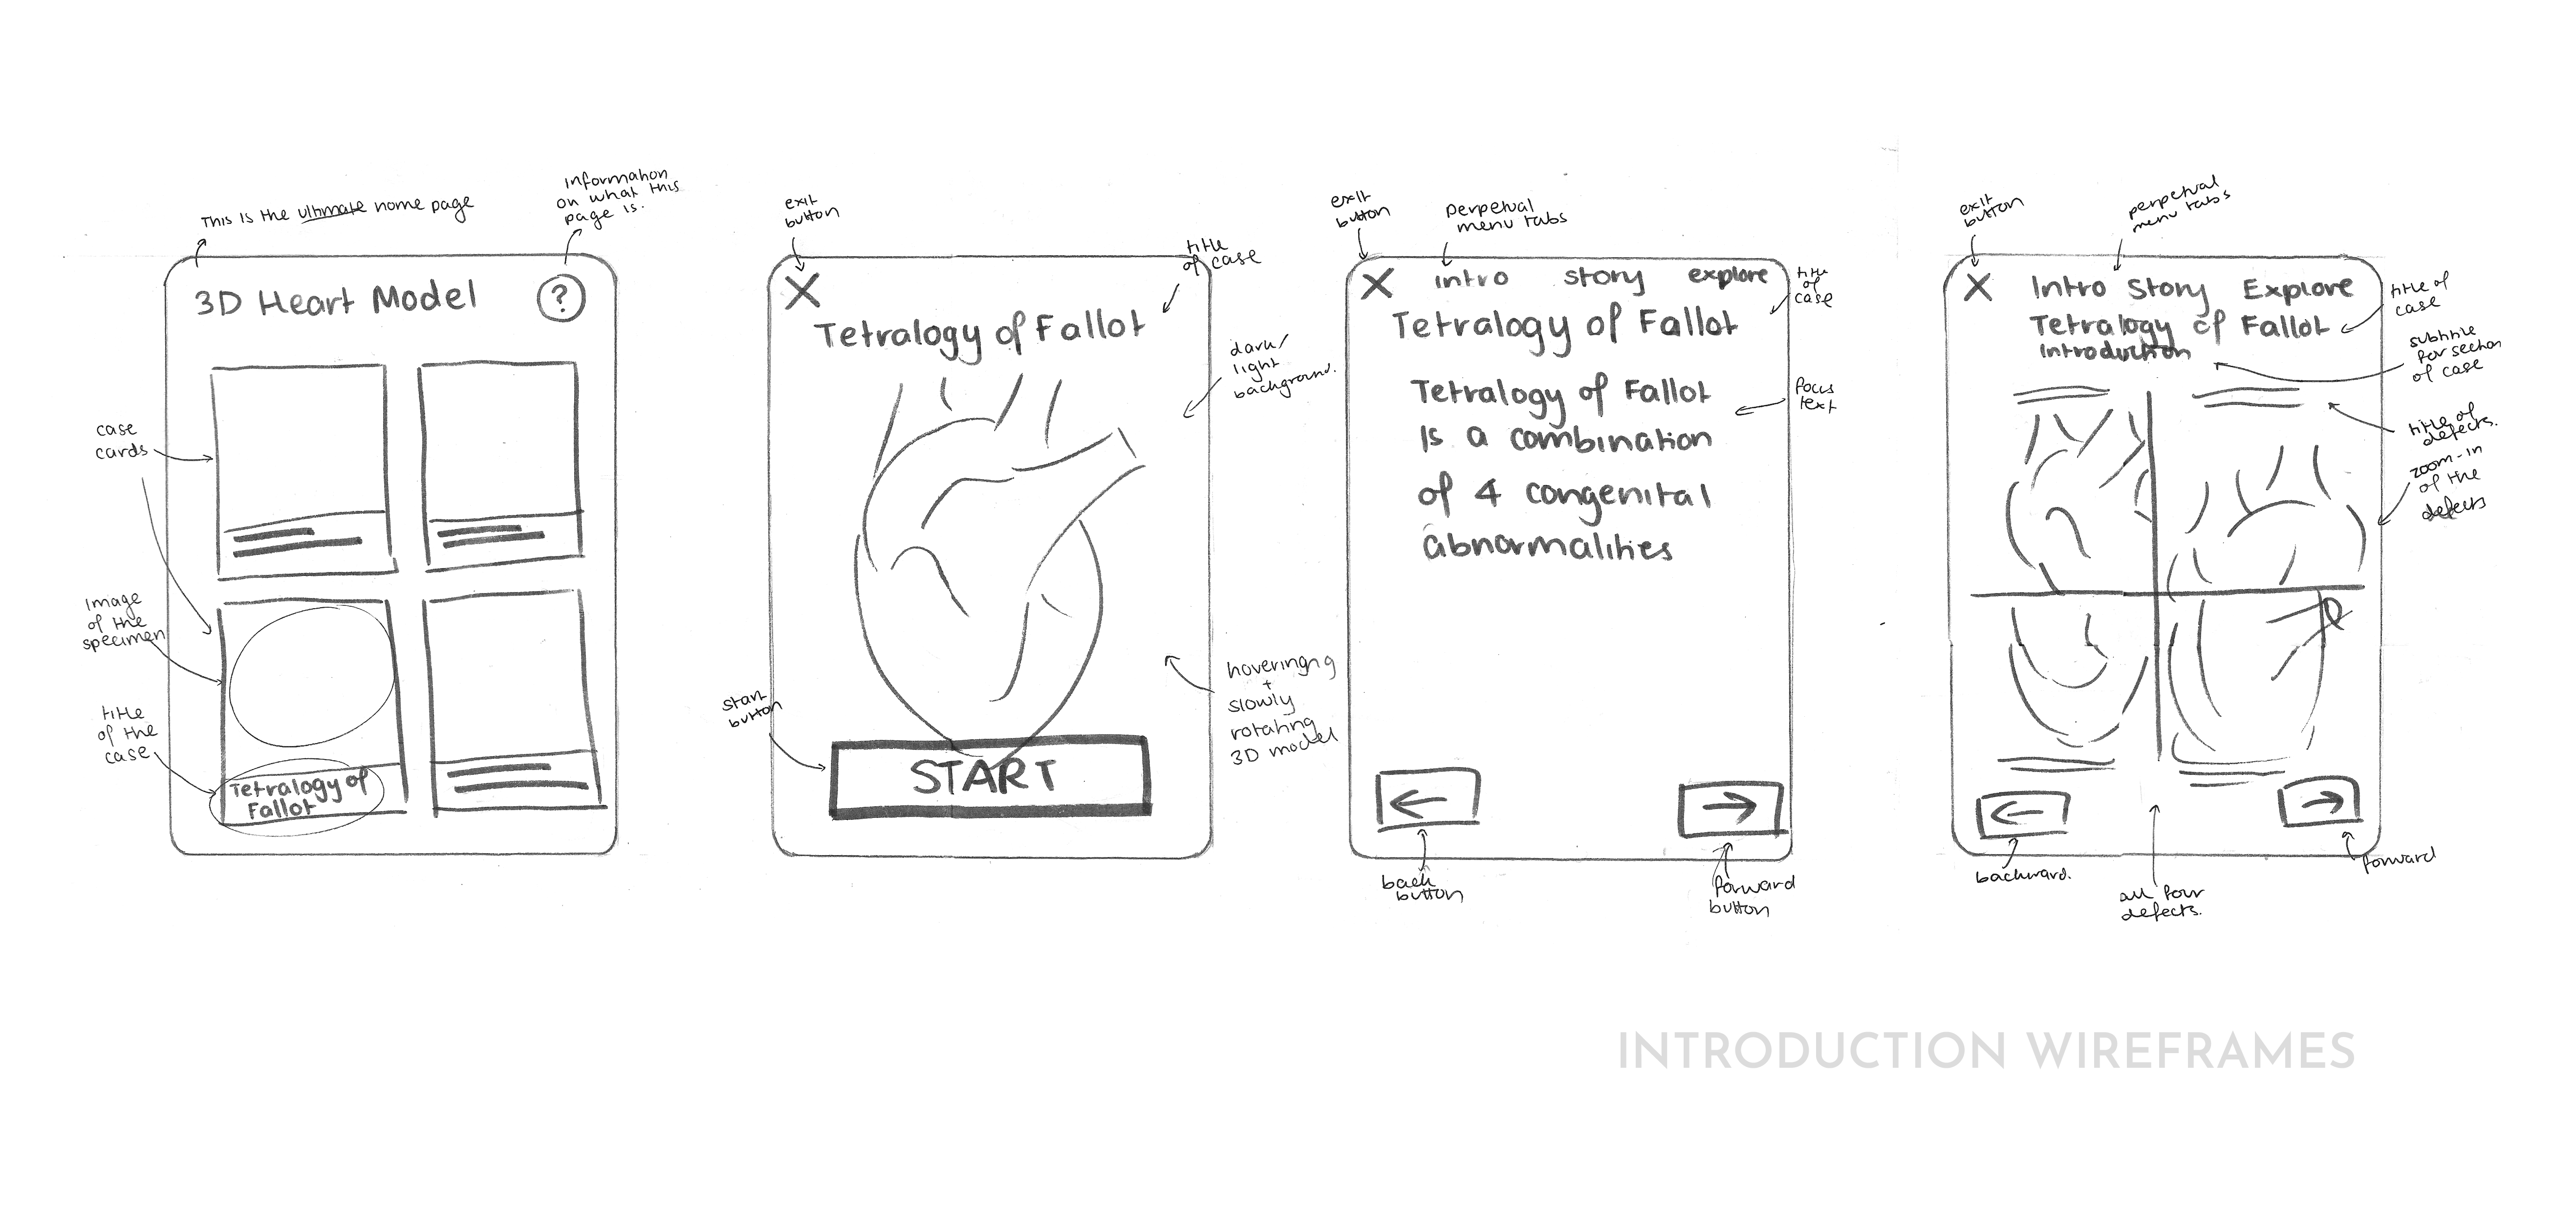 This is the ultimate home page
information
on what this
page is.
3D Heart Model
?
case
cards
image
of the
specimen
title
of the
case
Tetralogy of
Fallot
exit
button
title
of case
X
Tetralogy of Fallot
dark/
light
background.
hoveringng
+
slowly
rotating
3D model
start
button
START
exit
button
perpetual
menu tabs
X intro story explore
title
of
case
Tetralogy of Fallot
Tetralogy of Fallot
Is a combination
of 4 congenital
abnormalities
focus
text
back
button
forward
button
exit
button
perpetual
menu tabs
X Intro Story Explore
Tetralogy of Fallot
Introduction
title of
case
subtitle
for section
of case
title of
defects.
zoom-in
of the
defects
backward.
all four
defects.
forward
INTRODUCTION WIREFRAMES